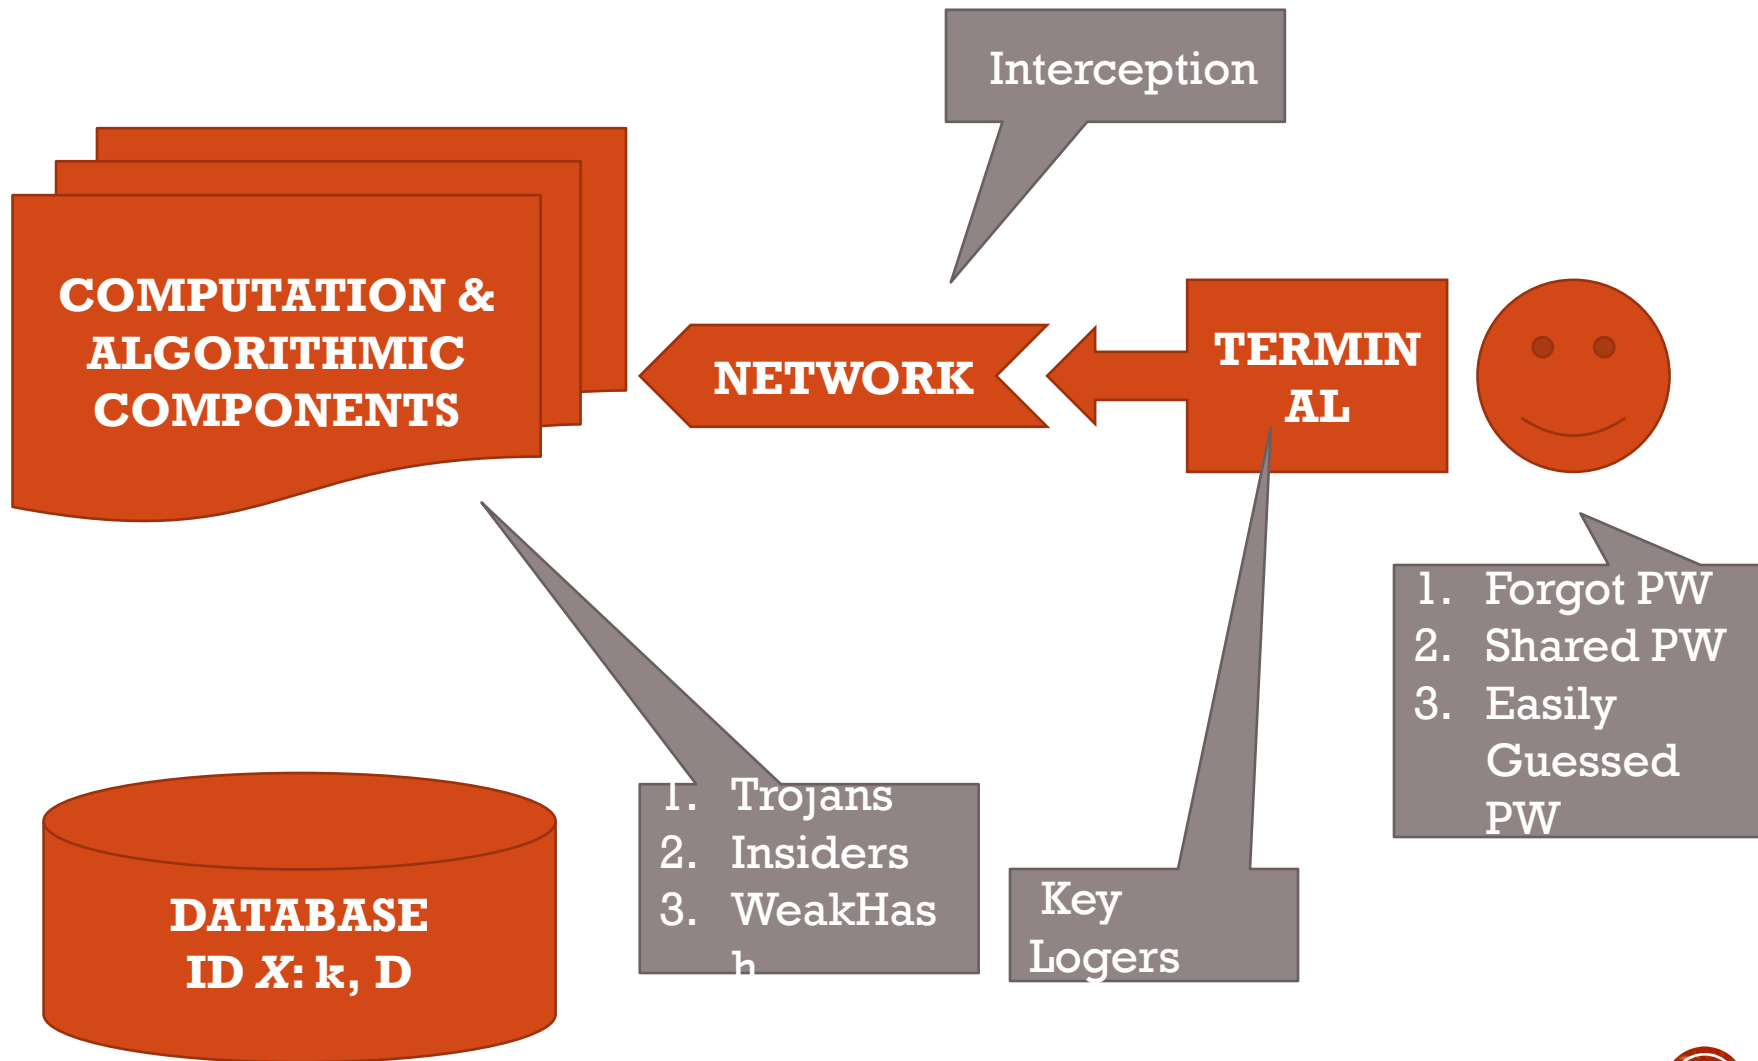 Interception
COMPUTATION &
ALGORITHMIC
COMPONENTS
NETWORK
TERMIN
AL
1. Forgot PW
2. Shared PW
3. Easily
Guessed
PW
1. Trojans
2. Insiders
3. WeakHas
h
Key
Logers
DATABASE
ID X: k, D